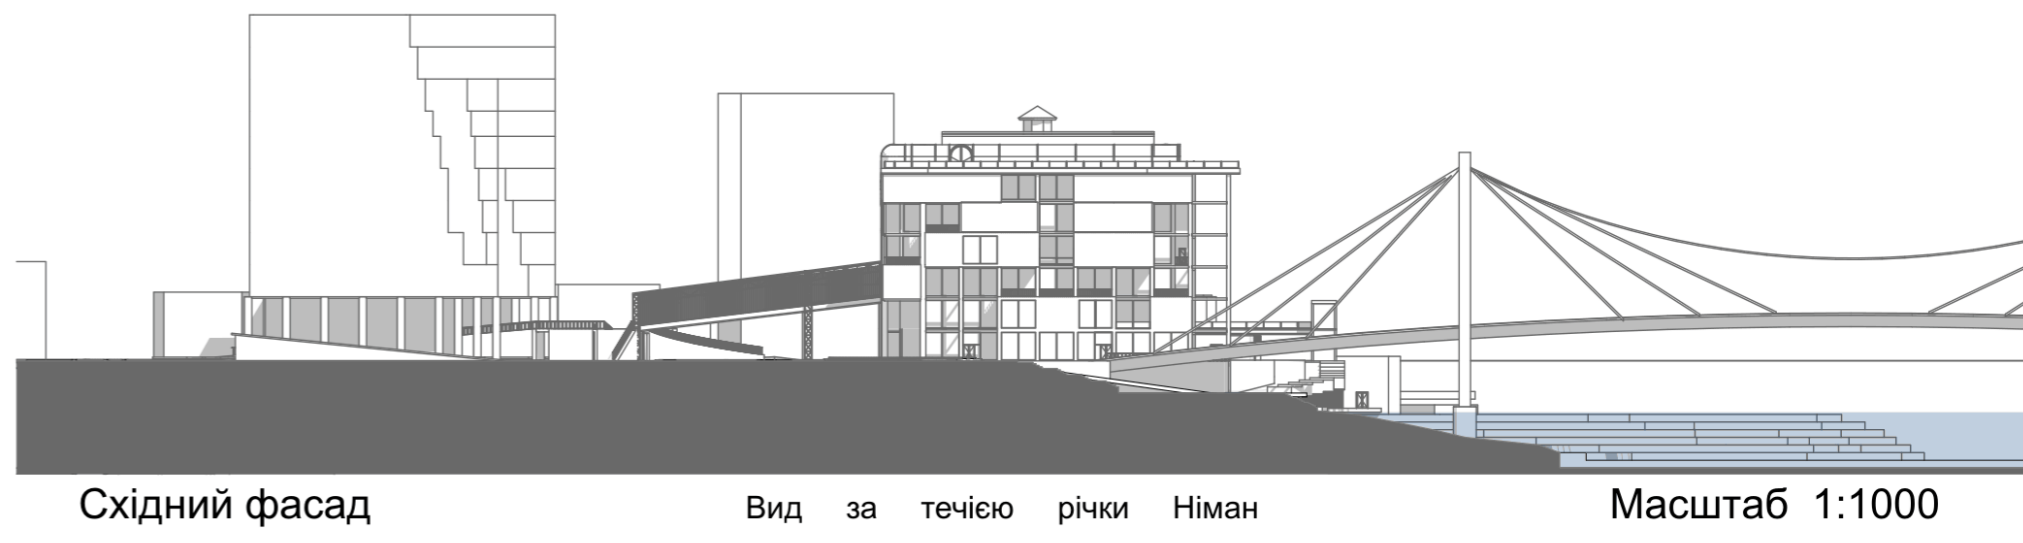 Східний фасад Вид за течією річки Німан Масштаб 1:1000